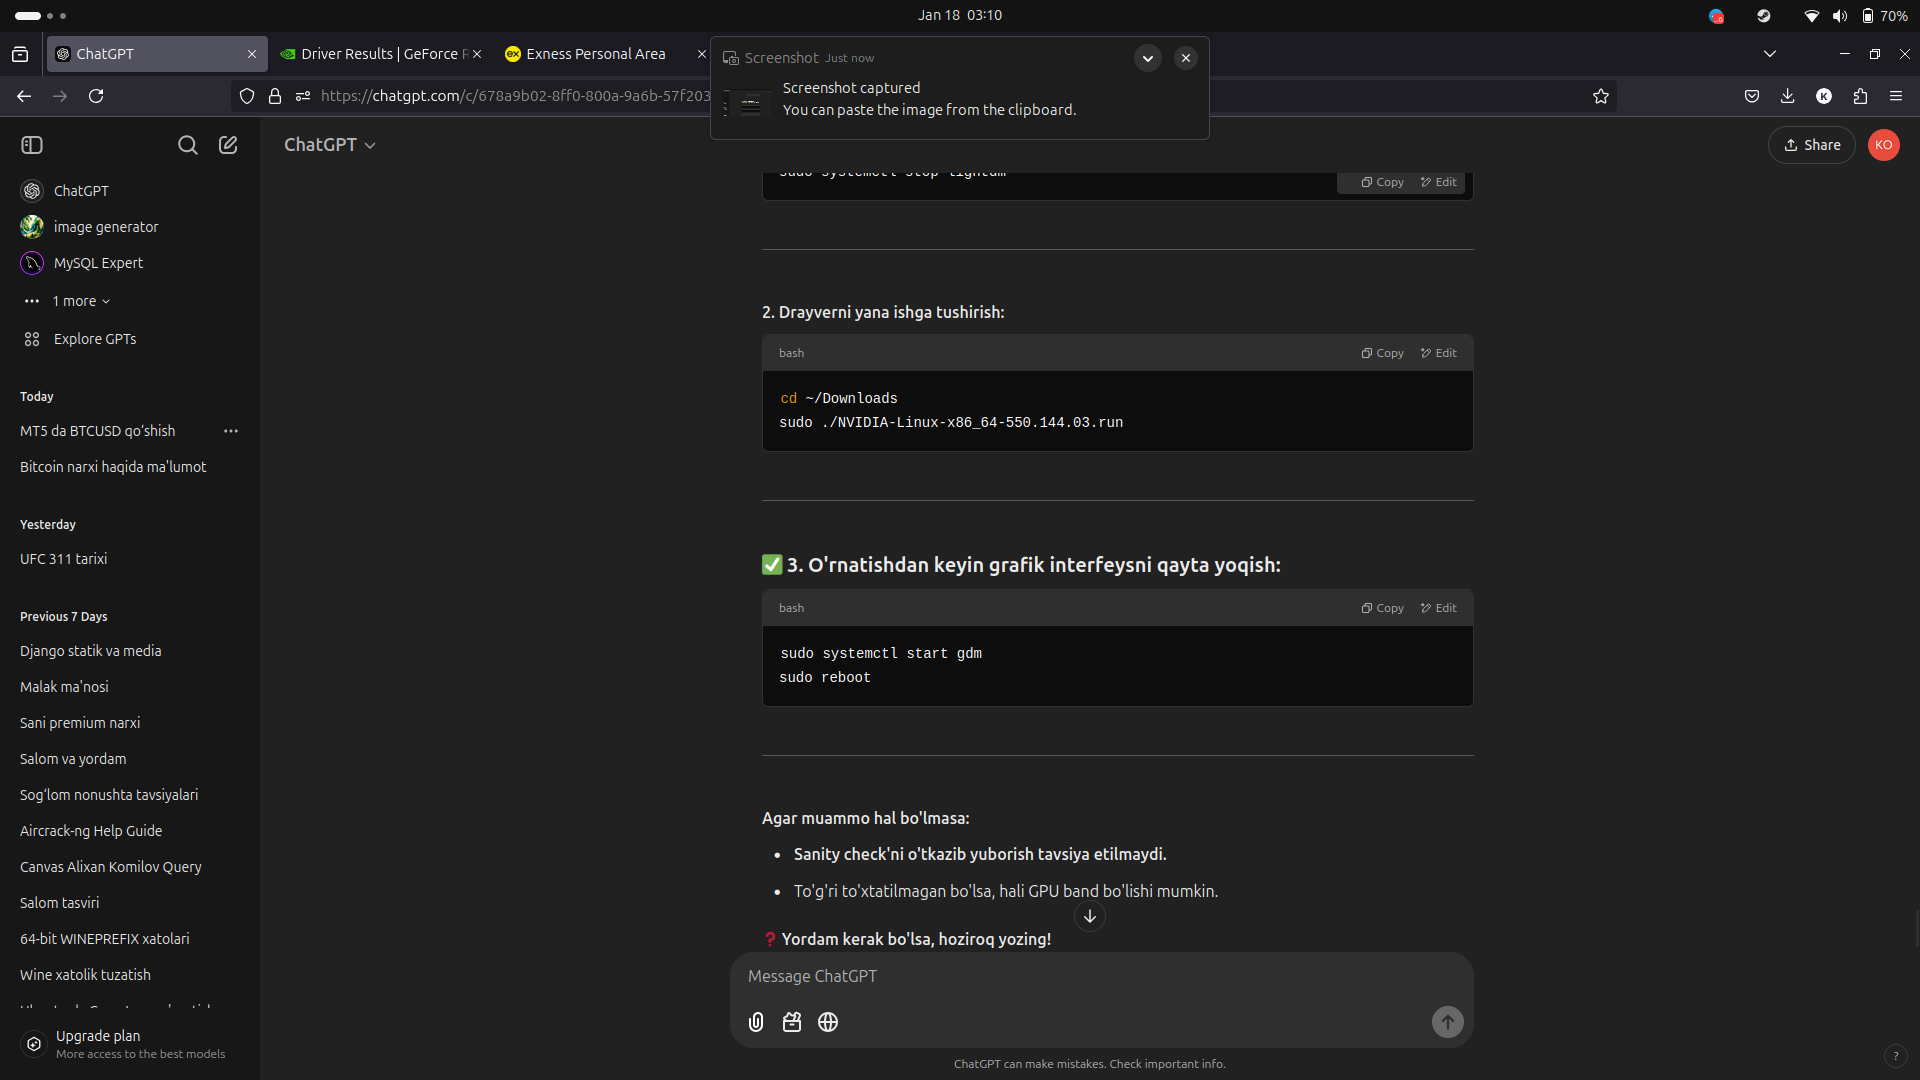 Jan 18 03:10
70%
ChatGPT
Driver Results | GeForce R
Exness Personal Area
https://chatgpt.com/c/678a9b02-8ff0-800a-9a6b-57f203
Screenshot Just now
Screenshot captured
You can paste the image from the clipboard.
ChatGPT
Share
KO
ChatGPT
image generator
MySQL Expert
1 more
Explore GPTs
Today
MT5 da BTCUSD qo‘shish
Bitcoin narxi haqida ma'lumot
Yesterday
UFC 311 tarixi
Previous 7 Days
Django statik va media
Malak ma'nosi
Sani premium narxi
Salom va yordam
Sog‘lom nonushta tavsiyalari
Aircrack-ng Help Guide
Canvas Alixan Komilov Query
Salom tasviri
64-bit WINEPREFIX xatolari
Wine xatolik tuzatish
Upgrade plan
More access to the best models
sudo systemctl stop lightdm
Copy Edit
2. Drayverni yana ishga tushirish:
bash Copy Edit
cd ~/Downloads
sudo ./NVIDIA-Linux-x86_64-550.144.03.run
✅ 3. O'rnatishdan keyin grafik interfeysni qayta yoqish:
bash Copy Edit
sudo systemctl start gdm
sudo reboot
Agar muammo hal bo'lmasa:
• Sanity check'ni o'tkazib yuborish tavsiya etilmaydi.
• To'g'ri to'xtatilmagan bo'lsa, hali GPU band bo'lishi mumkin.
❓ Yordam kerak bo'lsa, hoziroq yozing!
Message ChatGPT
ChatGPT can make mistakes. Check important info.
?